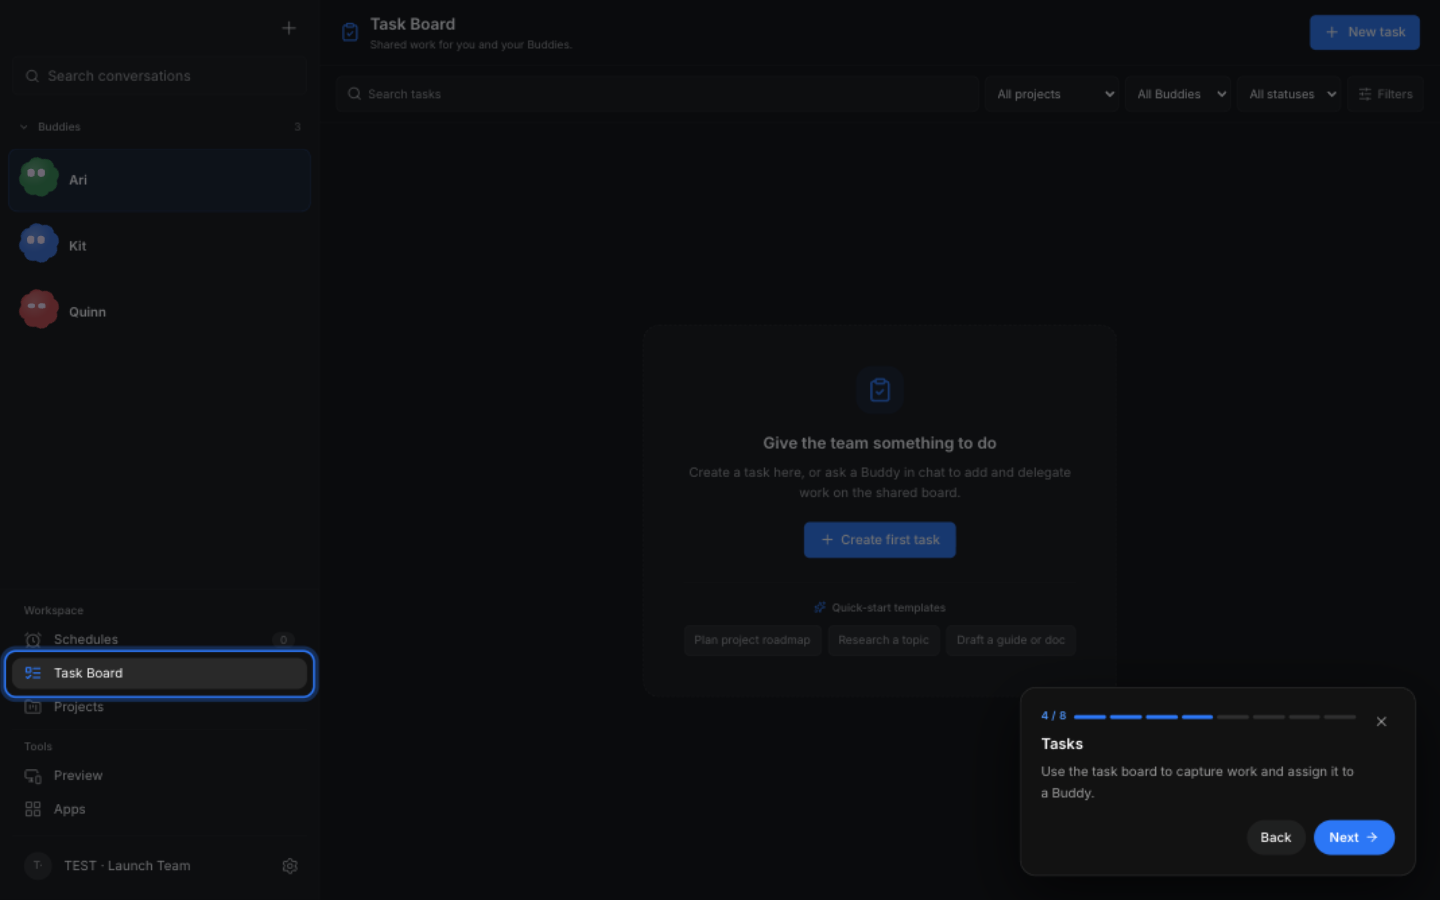 Search conversations
Buddies
3
Ari
Kit
Quinn
Workspace
Schedules
0
Task Board
Projects
Tools
Preview
Apps
T·
TEST · Launch Team
Task Board
Shared work for you and your Buddies.
New task
Search tasks
All projects
All Buddies
All statuses
Filters
Give the team something to do
Create a task here, or ask a Buddy in chat to add and delegate
work on the shared board.
Create first task
Quick-start templates
Plan project roadmap
Research a topic
Draft a guide or doc
4 / 8
Tasks
Use the task board to capture work and assign it to
a Buddy.
Back
Next